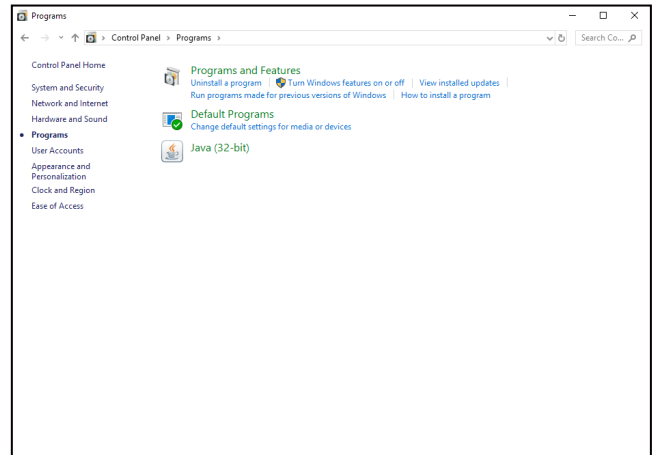 Programs
Control Panel > Programs >
Search Co...
Control Panel Home
System and Security
Network and Internet
Hardware and Sound
Programs
User Accounts
Appearance and
Personalization
Clock and Region
Ease of Access
Programs and Features
Uninstall a program | Turn Windows features on or off | View installed updates
Run programs made for previous versions of Windows | How to install a program
Default Programs
Change default settings for media or devices
Java (32-bit)